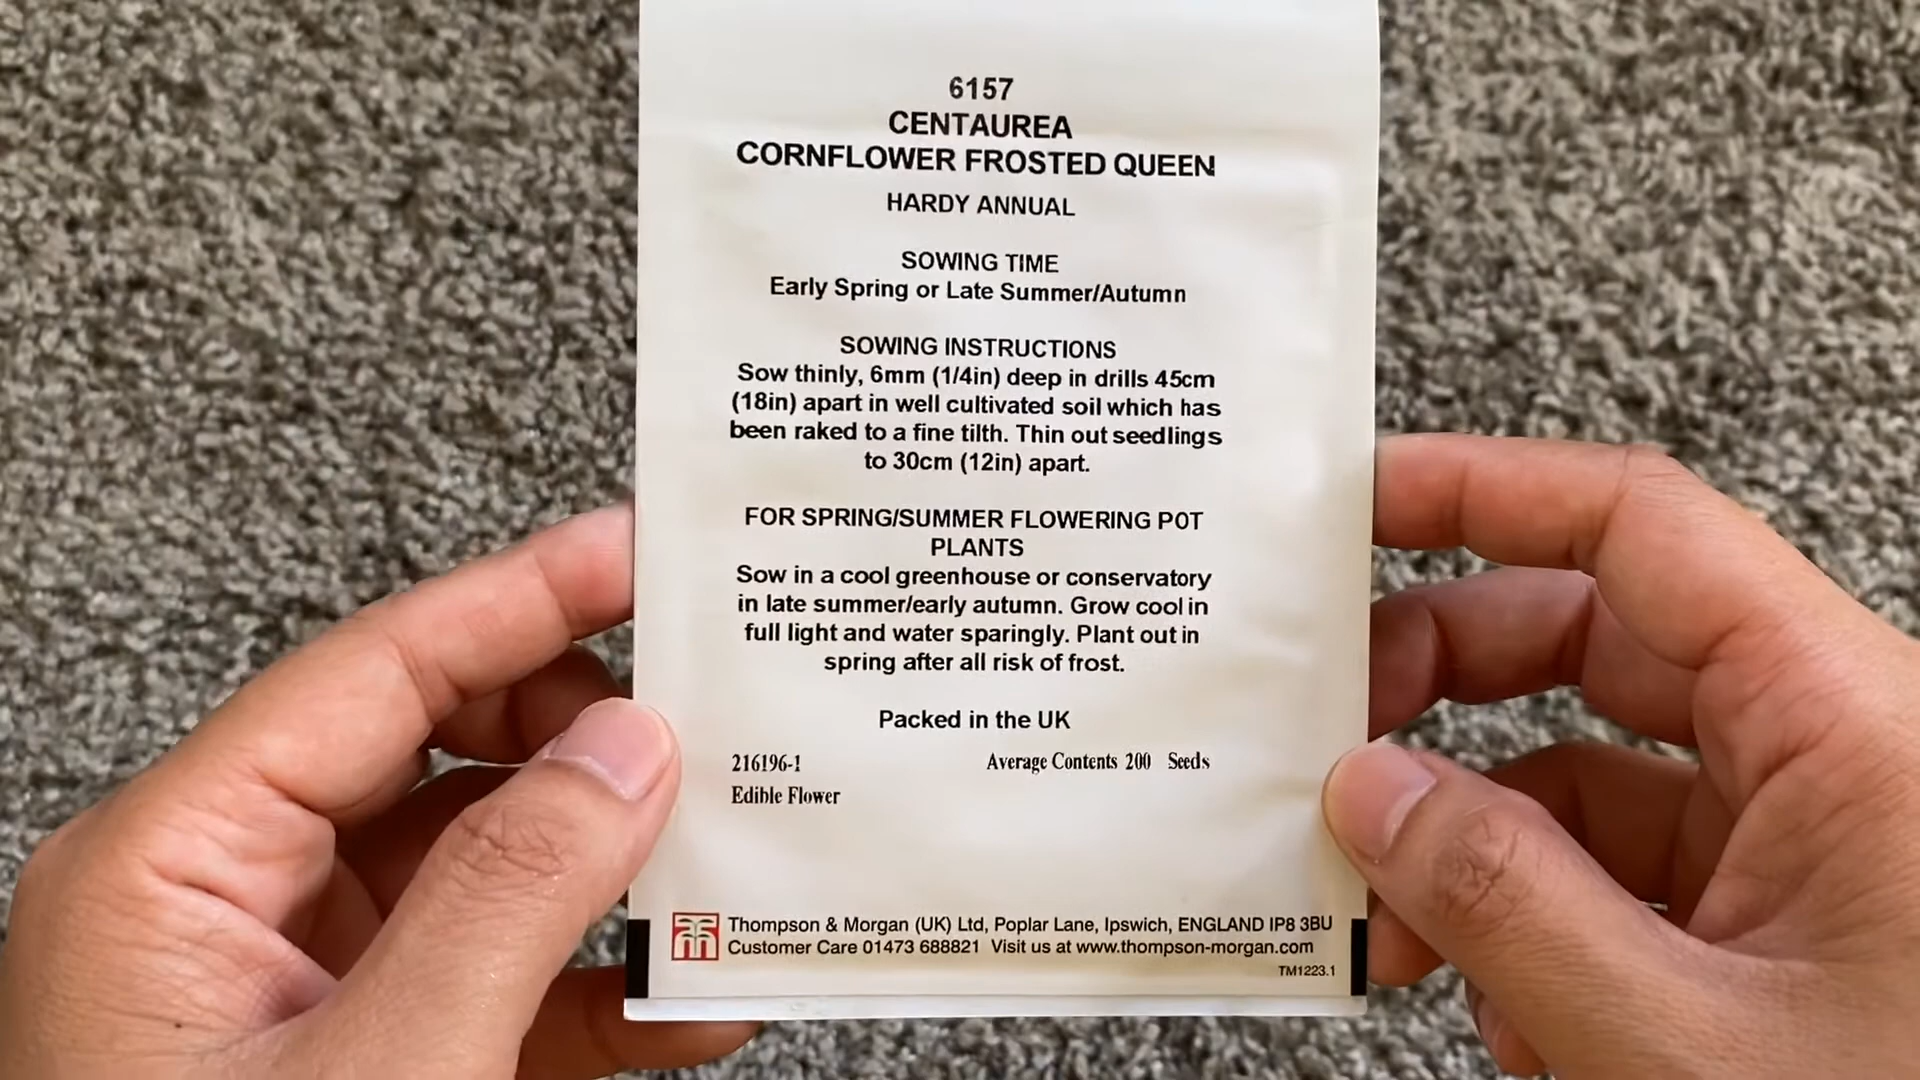 6157
CENTAUREA
CORNFLOWER FROSTED QUEEN
HARDY ANNUAL
SOWING TIME
Early Spring or Late Summer/Autumn
SOWING INSTRUCTIONS
Sow thinly, 6mm (1/4in) deep in drills 45cm
(18in) apart in well cultivated soil which has
been raked to a fine tilth. Thin out seedlings
to 30cm (12in) apart.
FOR SPRING/SUMMER FLOWERING POT
PLANTS
Sow in a cool greenhouse or conservatory
in late summer/early autumn. Grow cool in
full light and water sparingly. Plant out in
spring after all risk of frost.
Packed in the UK
216196-1 Average Contents 200 Seeds
Edible Flower
Thompson & Morgan (UK) Ltd, Poplar Lane, Ipswich, ENGLAND IP8 3BU
Customer Care 01473 688821 Visit us at www.thompson-morgan.com
TM1223.1